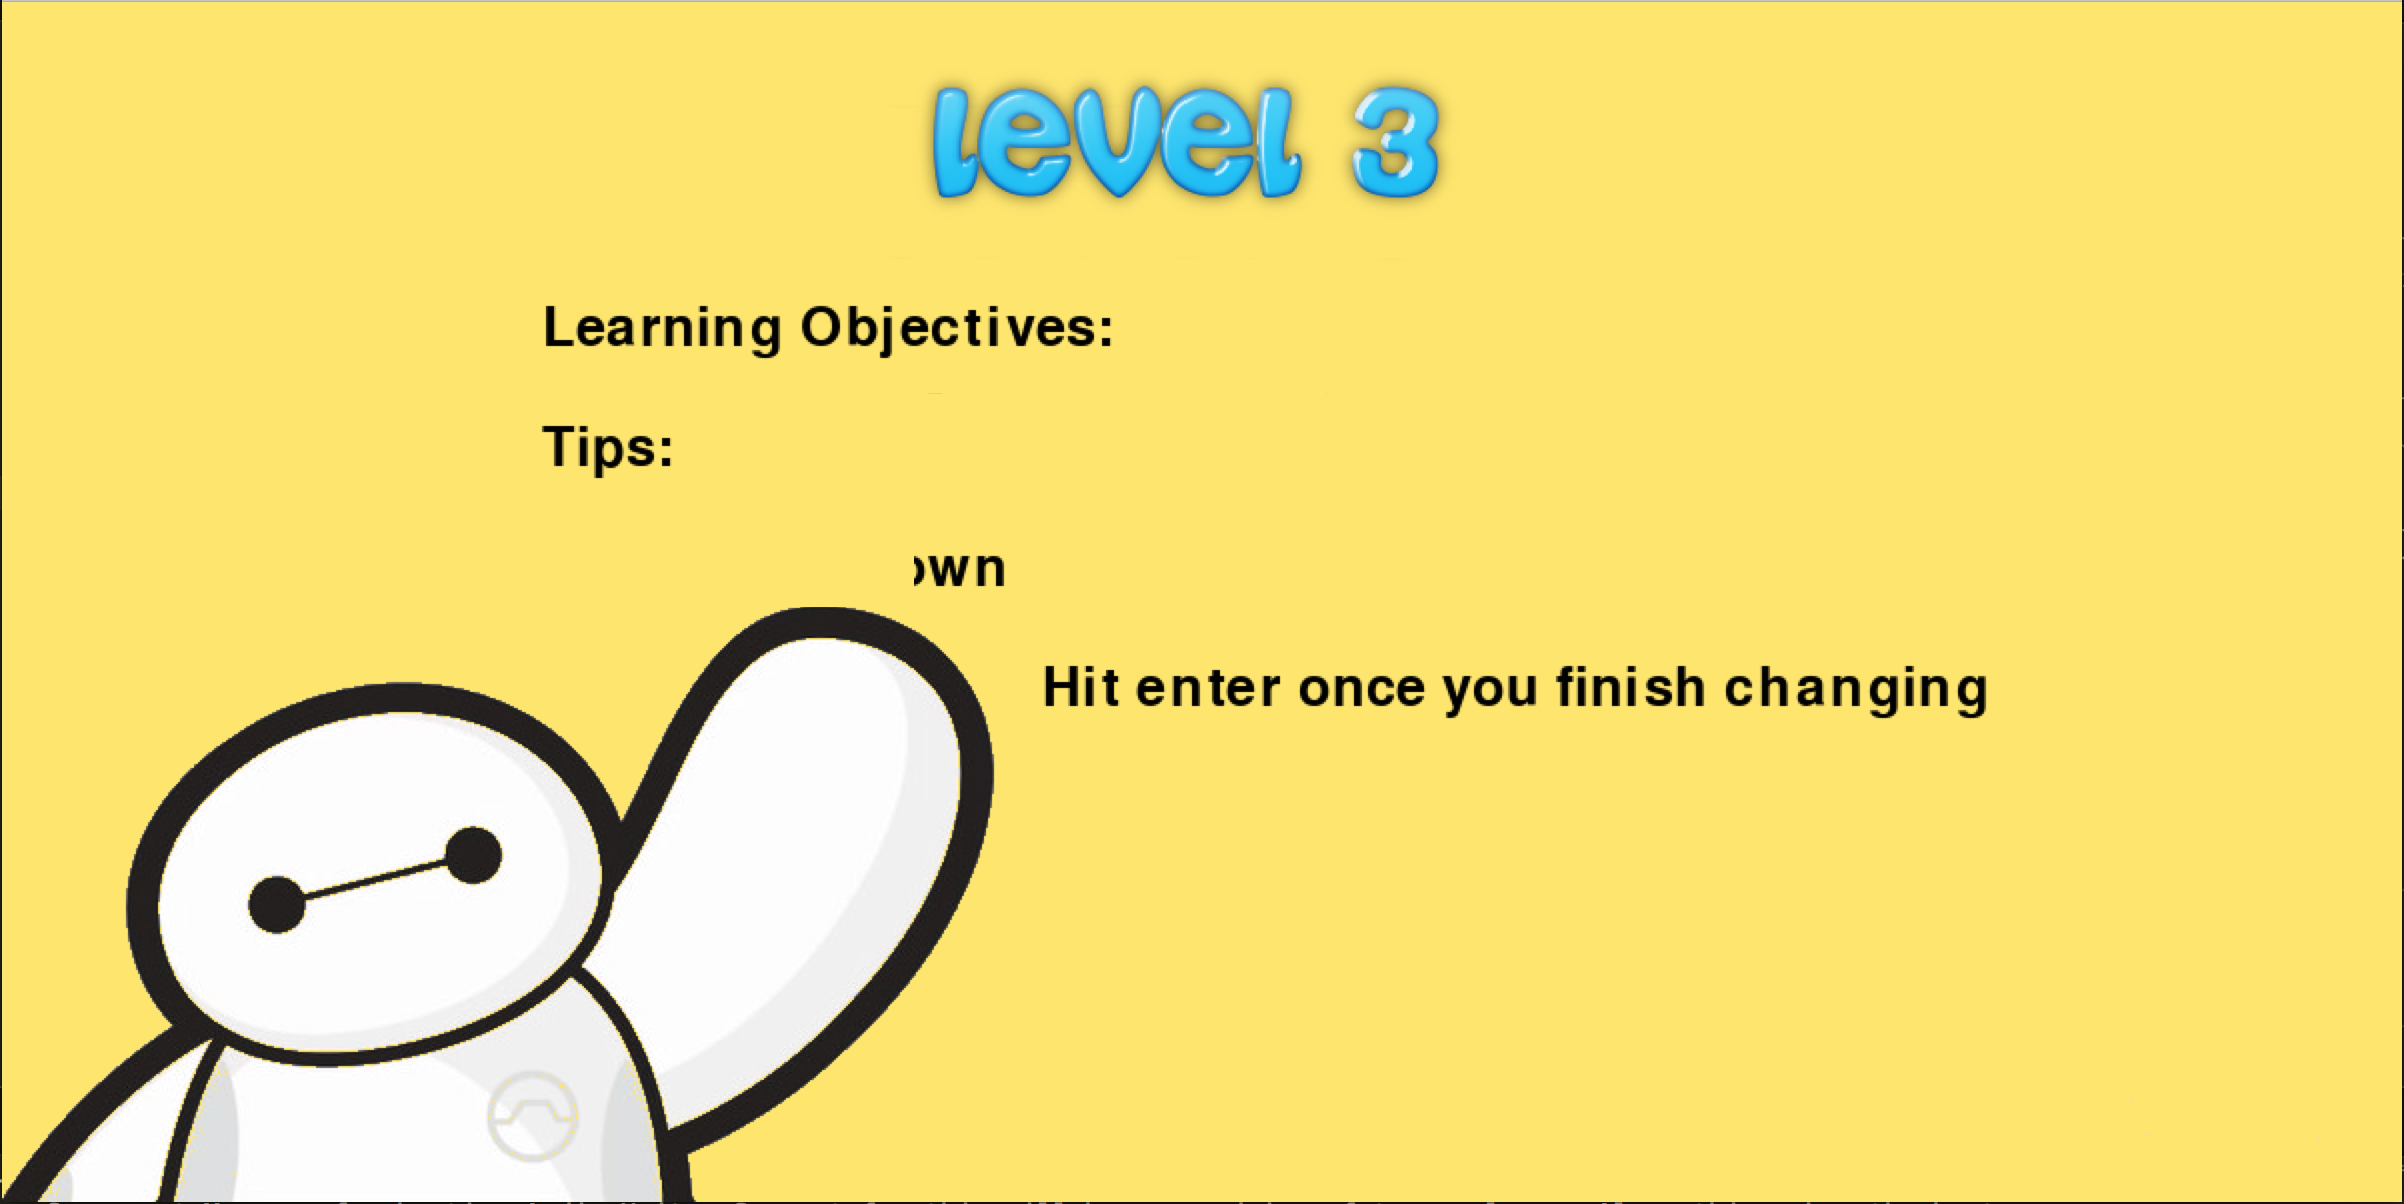 level 3
Learning Objectives:
Tips:
Hit enter once you finish changing